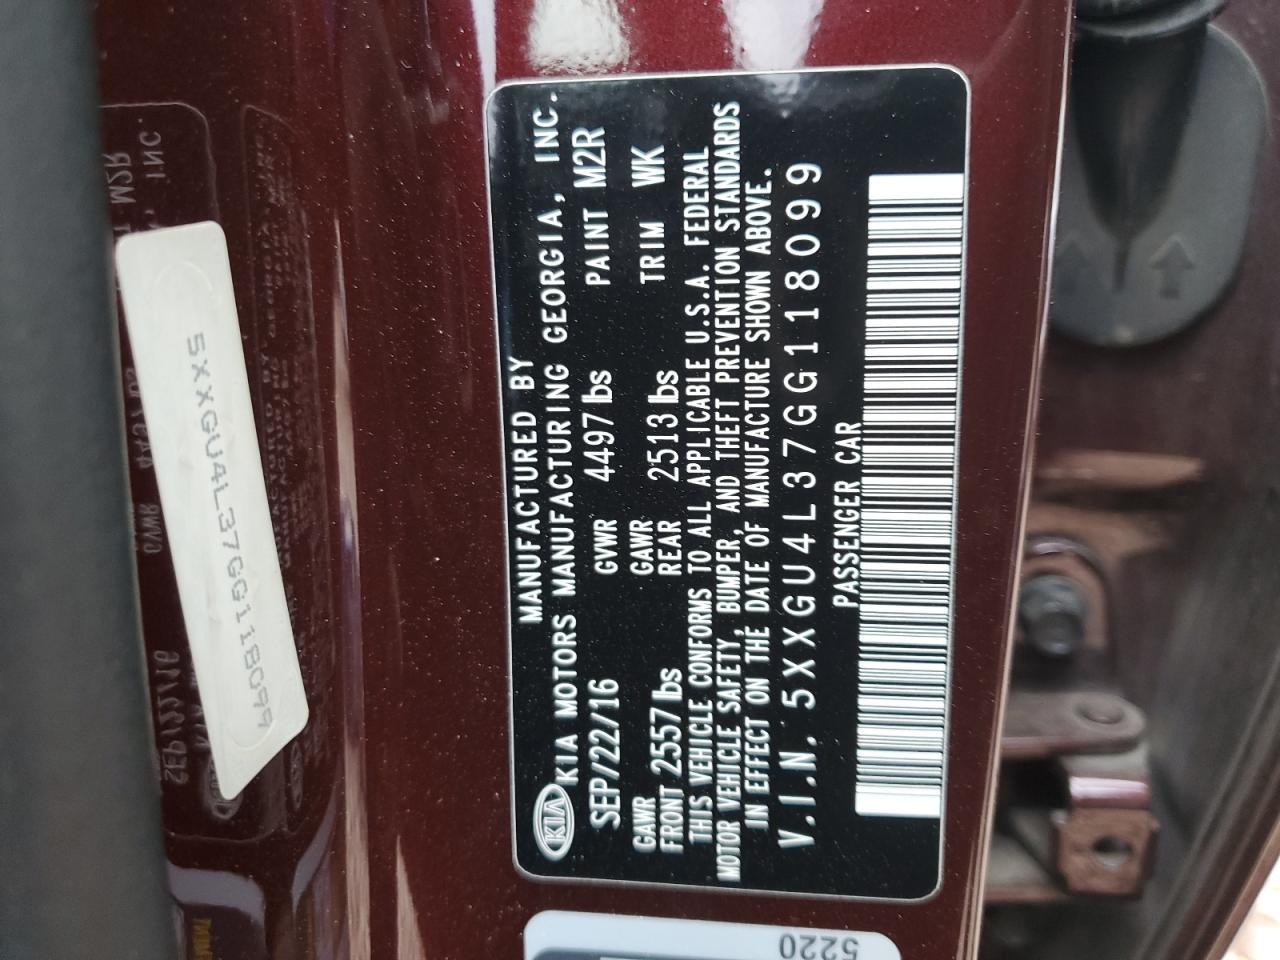 MANUFACTURED BY
KIA KIA MOTORS MANUFACTURING GEORGIA, INC.
SEP/22/16 GVWR 4497 lbs PAINT M2R
GAWR FRONT 2557 lbs GAWR REAR 2513 lbs TRIM WK
THIS VEHICLE CONFORMS TO ALL APPLICABLE U.S.A. FEDERAL
MOTOR VEHICLE SAFETY, BUMPER, AND THEFT PREVENTION STANDARDS
IN EFFECT ON THE DATE OF MANUFACTURE SHOWN ABOVE.
V.I.N. 5XXGU4L37GG118099
PASSENGER CAR
5XXGU4L37GG118099
5220